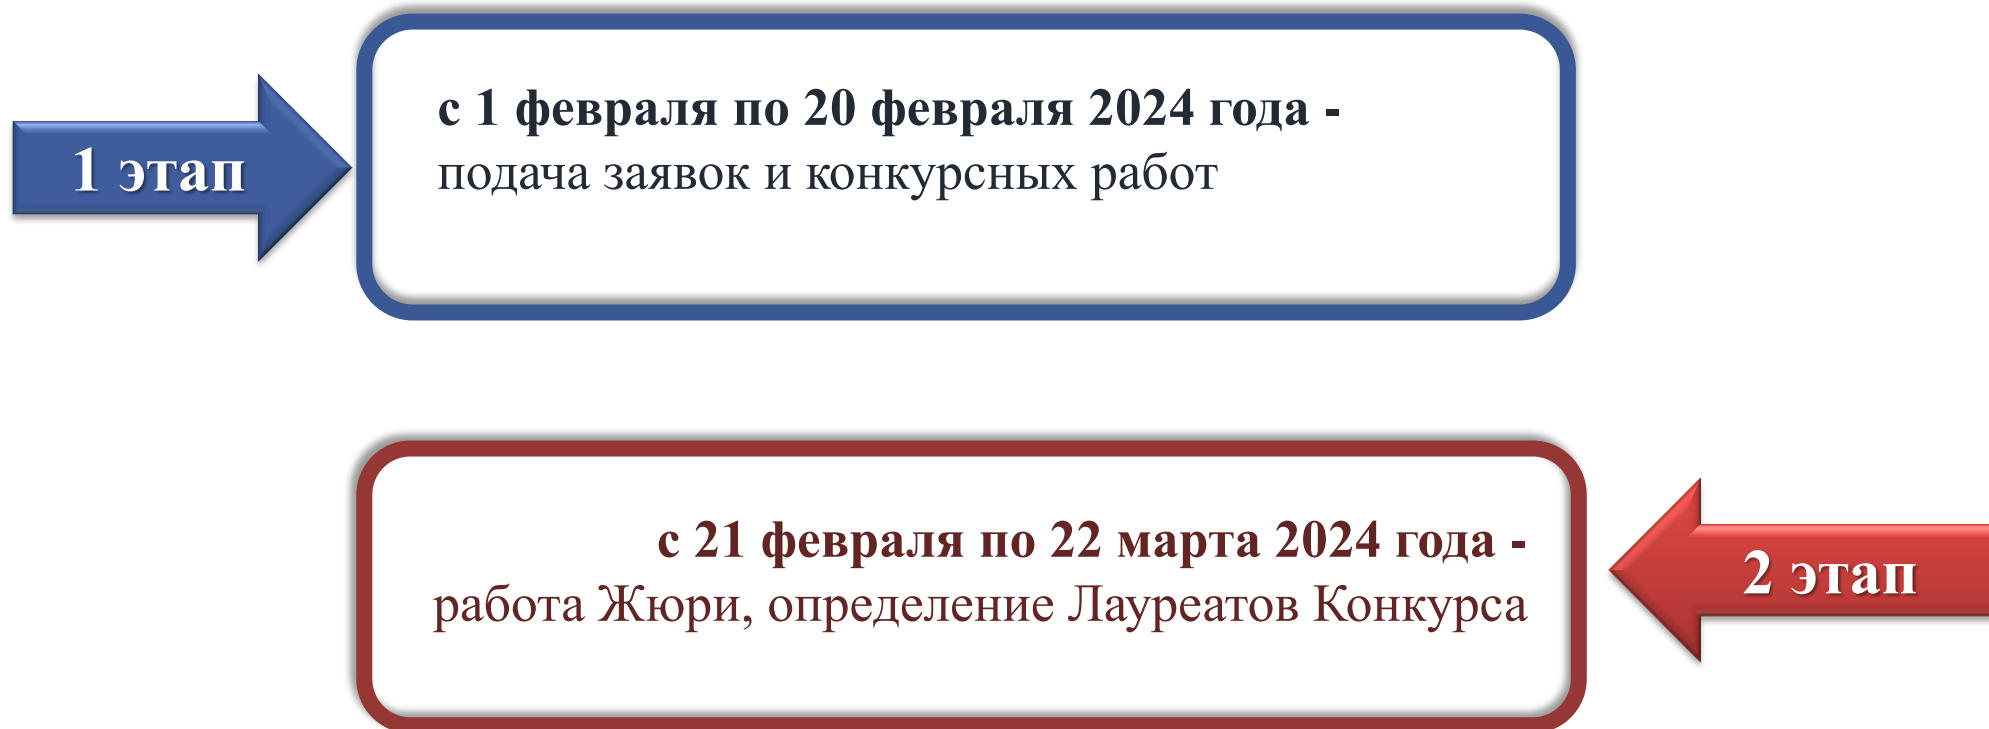 1 этап
с 1 февраля по 20 февраля 2024 года -
подача заявок и конкурсных работ
с 21 февраля по 22 марта 2024 года -
работа Жюри, определение Лауреатов Конкурса
2 этап